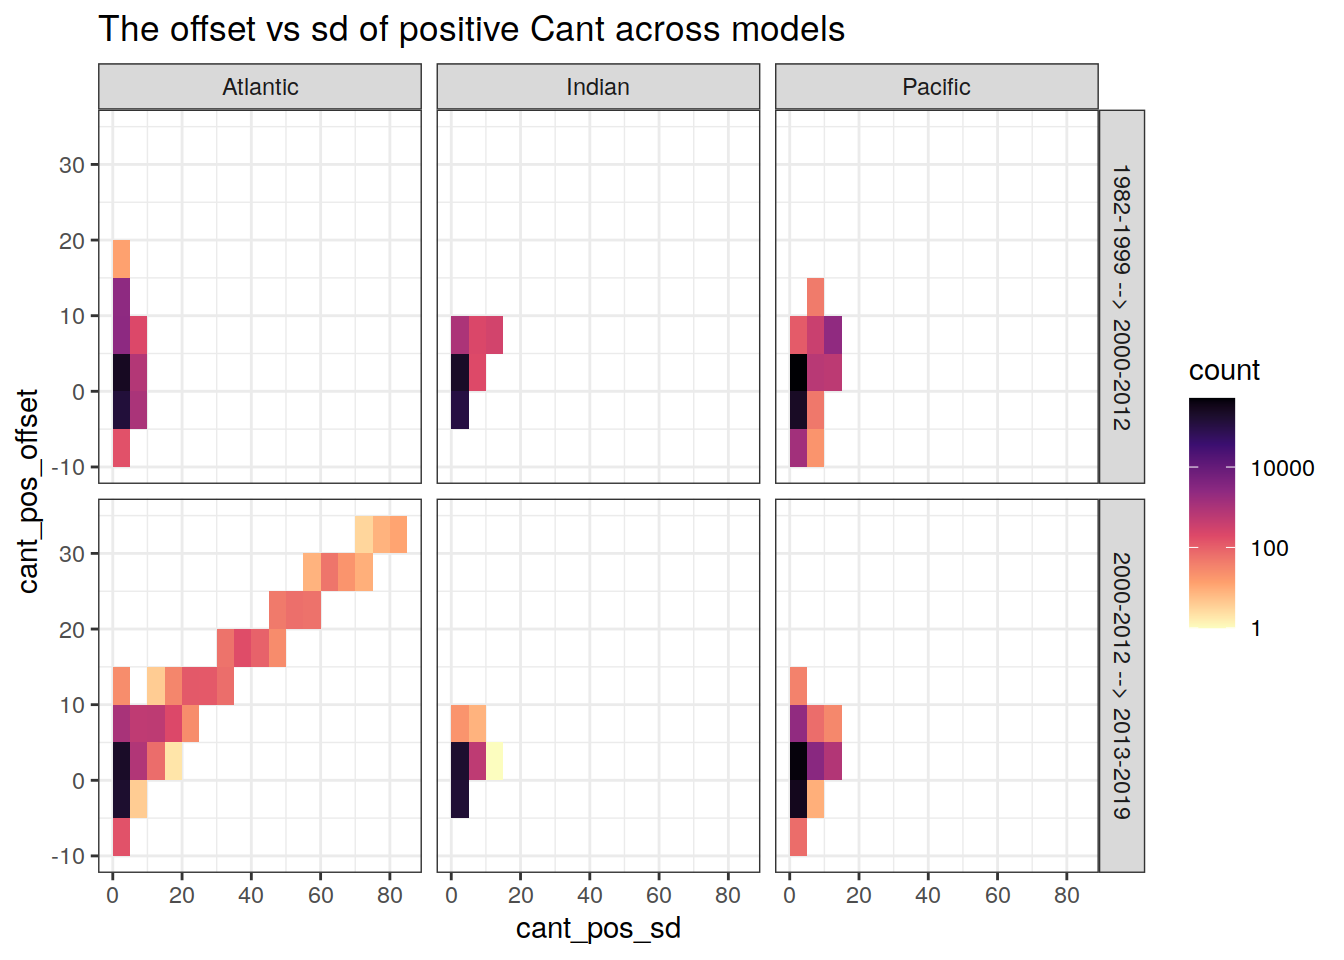 The offset vs sd of positive Cant across models
Atlantic
Indian
Pacific
1982-1999 --> 2000-2012
2000-2012 --> 2013-2019
cant_pos_offset
30
20
10
0
-10
30
20
10
0
-10
0 20 40 60 80
0 20 40 60 80
0 20 40 60 80
cant_pos_sd
count
10000
100
1